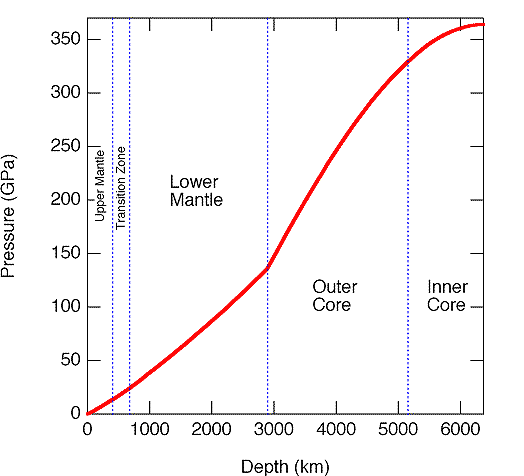 350
300
250
200
150
100
50
0
Pressure (GPa)
Upper Mantle
Transition Zone
Lower
Mantle
Outer
Core
Inner
Core
0 1000 2000 3000 4000 5000 6000
Depth (km)